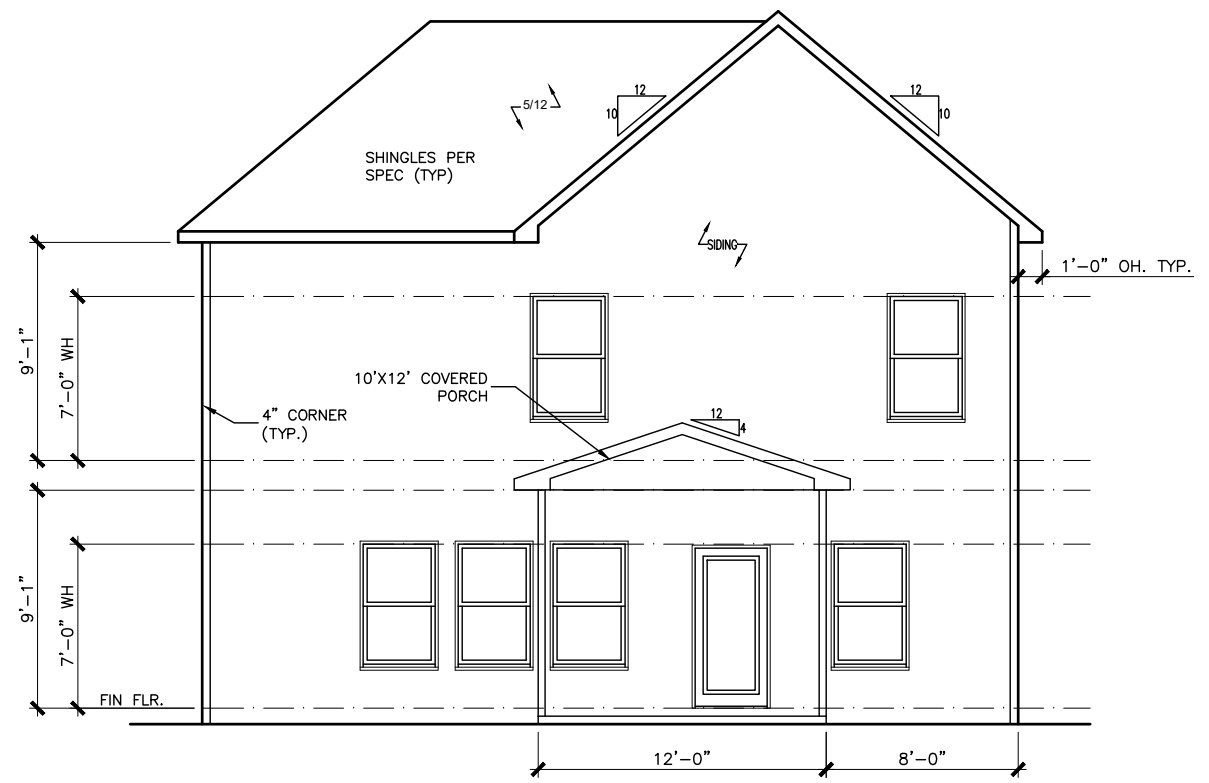 12
10
12
10
5/12
SHINGLES PER
SPEC (TYP)
SIDING
1'-0" OH. TYP.
9'-1"
7'-0" WH
10'X12' COVERED
PORCH
4" CORNER
(TYP.)
12
4
9'-1"
7'-0" WH
FIN FLR.
12'-0"
8'-0"